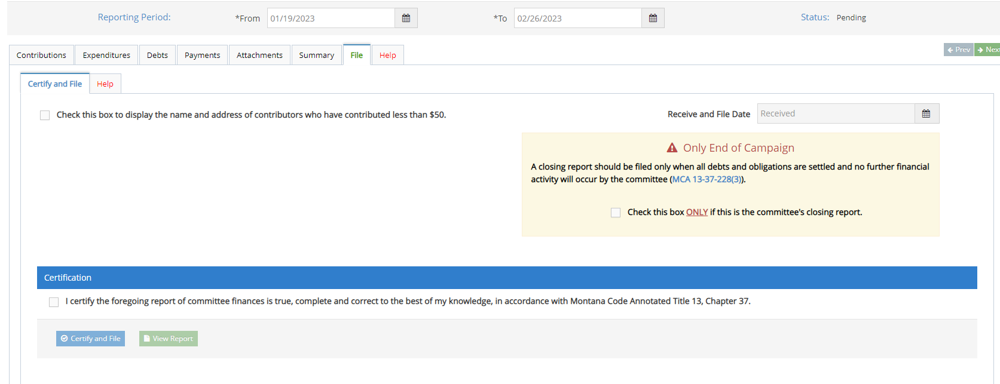 Reporting Period: *From 01/19/2023 *To 02/26/2023 Status: Pending
Contributions Expenditures Debts Payments Attachments Summary File Help Prev Next
Certify and File Help
Check this box to display the name and address of contributors who have contributed less than $50. Receive and File Date Received
Only End of Campaign
A closing report should be filed only when all debts and obligations are settled and no further financial
activity will occur by the committee (MCA 13-37-228(3)).
Check this box ONLY if this is the committee's closing report.
Certification
I certify the foregoing report of committee finances is true, complete and correct to the best of my knowledge, in accordance with Montana Code Annotated Title 13, Chapter 37.
Certify and File View Report